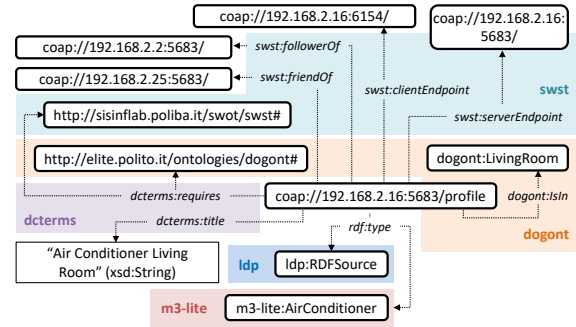 coap://192.168.2.16:6154/
coap://192.168.2.16:
5683/
coap://192.168.2.2:5683/
swst:followerOf
coap://192.168.2.25:5683/
swst:friendOf
swst:clientEndpoint
swst
http://sisinflab.poliba.it/swot/swst#
swst:serverEndpoint
http://elite.polito.it/ontologies/dogont#
dogont:LivingRoom
dcterms:requires
coap://192.168.2.16:5683/profile
dogont:IsIn
dcterms
dcterms:title
rdf:type
dogont
“Air Conditioner Living
Room” (xsd:String)
ldp
ldp:RDFSource
m3-lite
m3-lite:AirConditioner